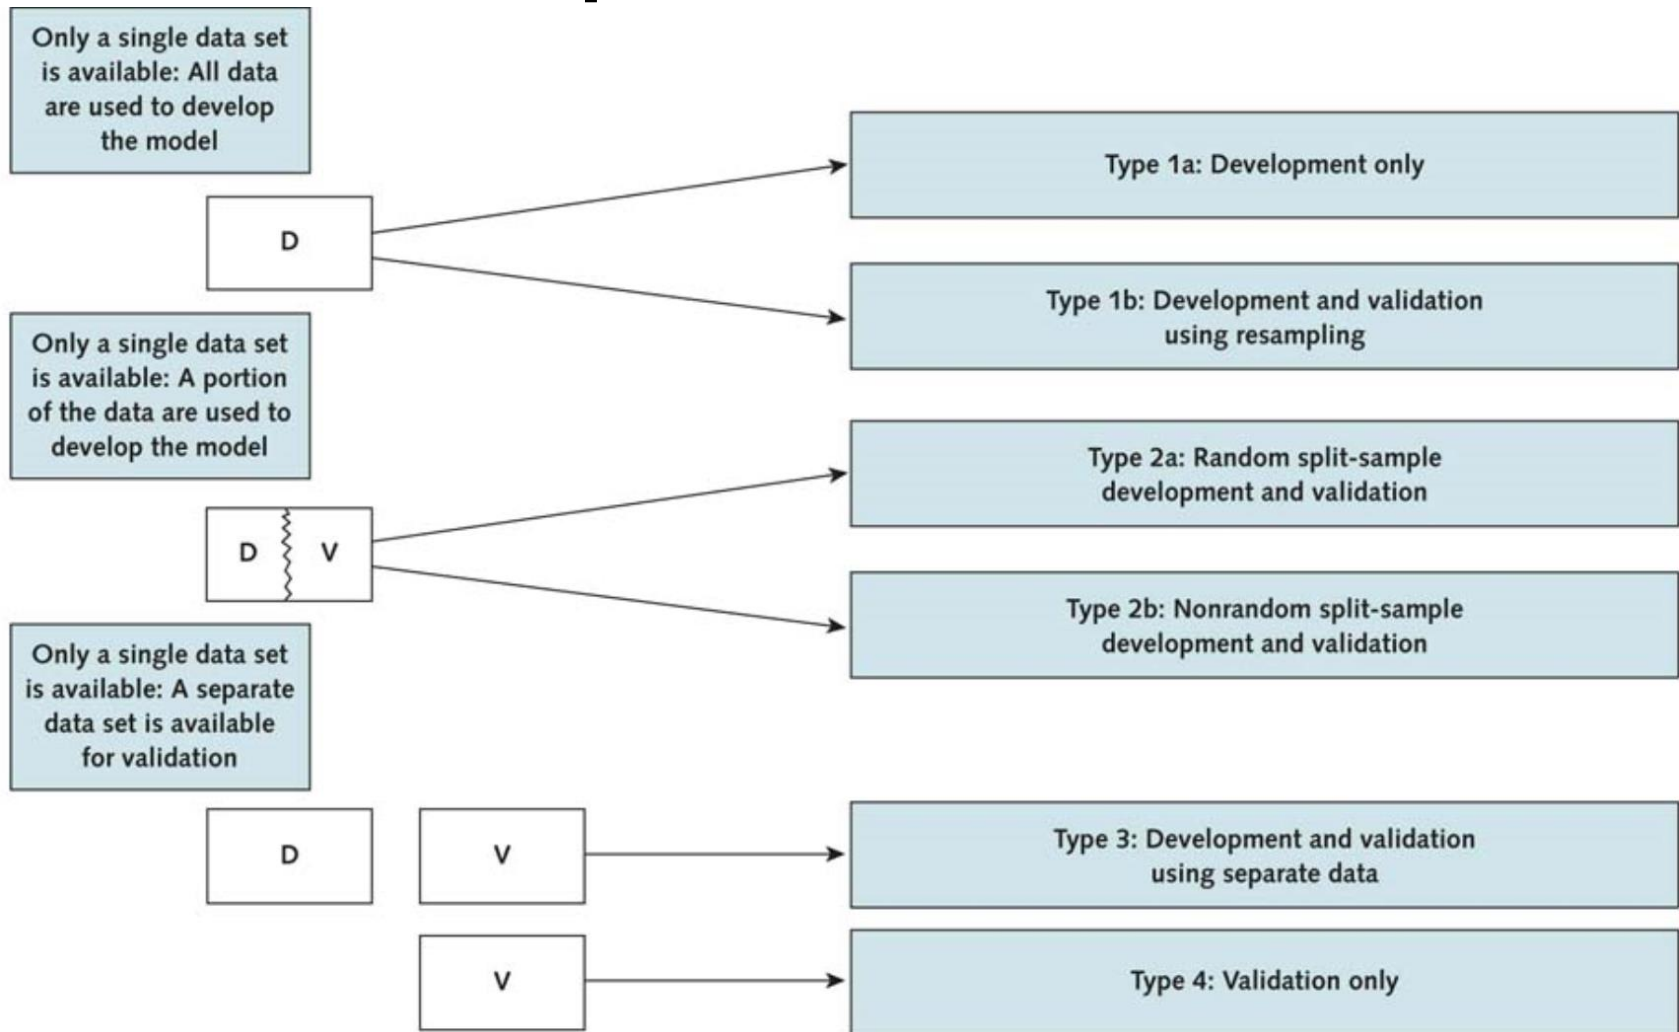 Only a single data set
is available: All data
are used to develop
the model
D
Type 1a: Development only
Type 1b: Development and validation
using resampling
Only a single data set
is available: A portion
of the data are used to
develop the model
D
V
Type 2a: Random split-sample
development and validation
Type 2b: Nonrandom split-sample
development and validation
Only a single data set
is available: A separate
data set is available
for validation
D
V
Type 3: Development and validation
using separate data
V
Type 4: Validation only